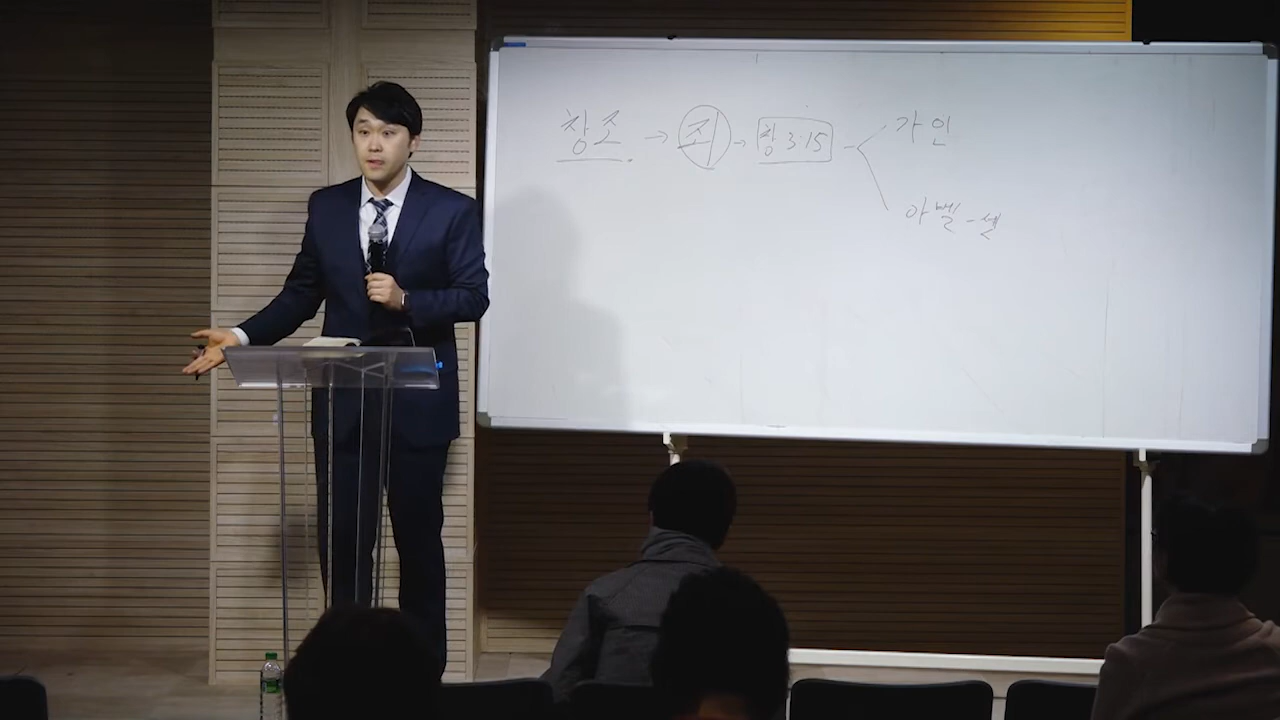 창조 → 죄 → 창 3:15 - 가인
아벨 - 셋